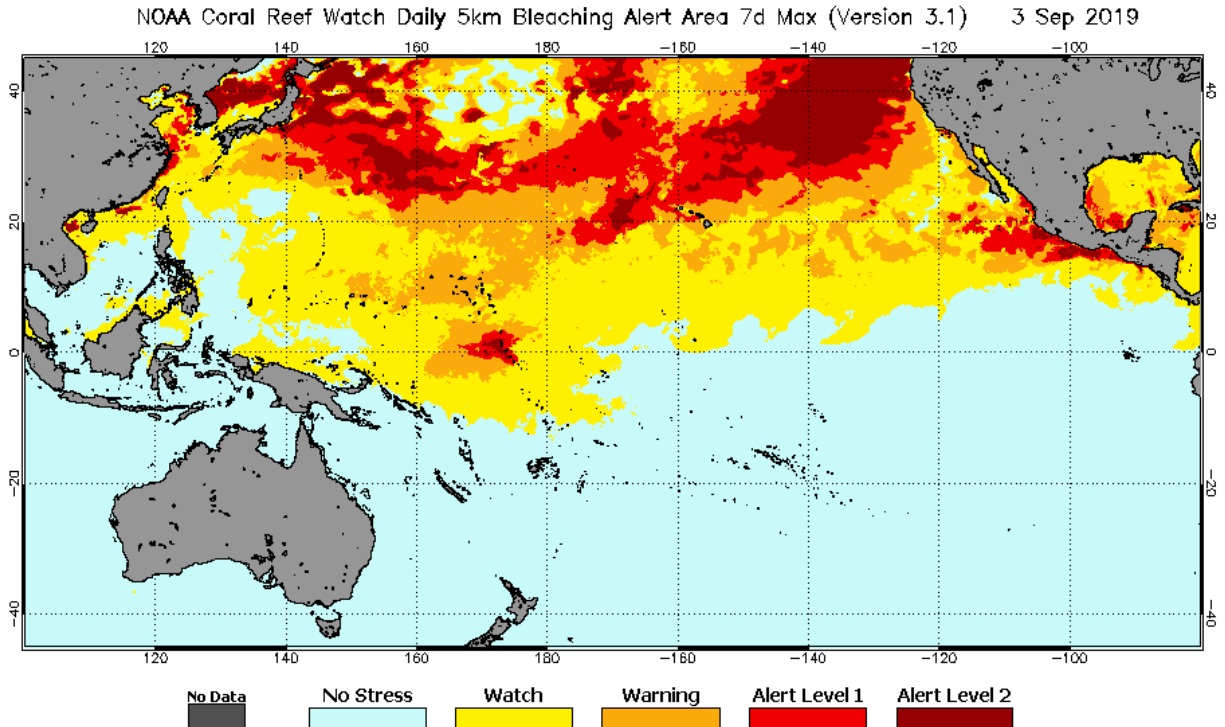 NOAA Coral Reef Watch Daily 5km Bleaching Alert Area 7d Max (Version 3.1) 3 Sep 2019
120 140 160 180 −160 −140 −120 −100
40 40
20 20
0 0
−20 −20
−40 −40
120 140 160 180 −160 −140 −120 −100
No Data No Stress Watch Warning Alert Level 1 Alert Level 2